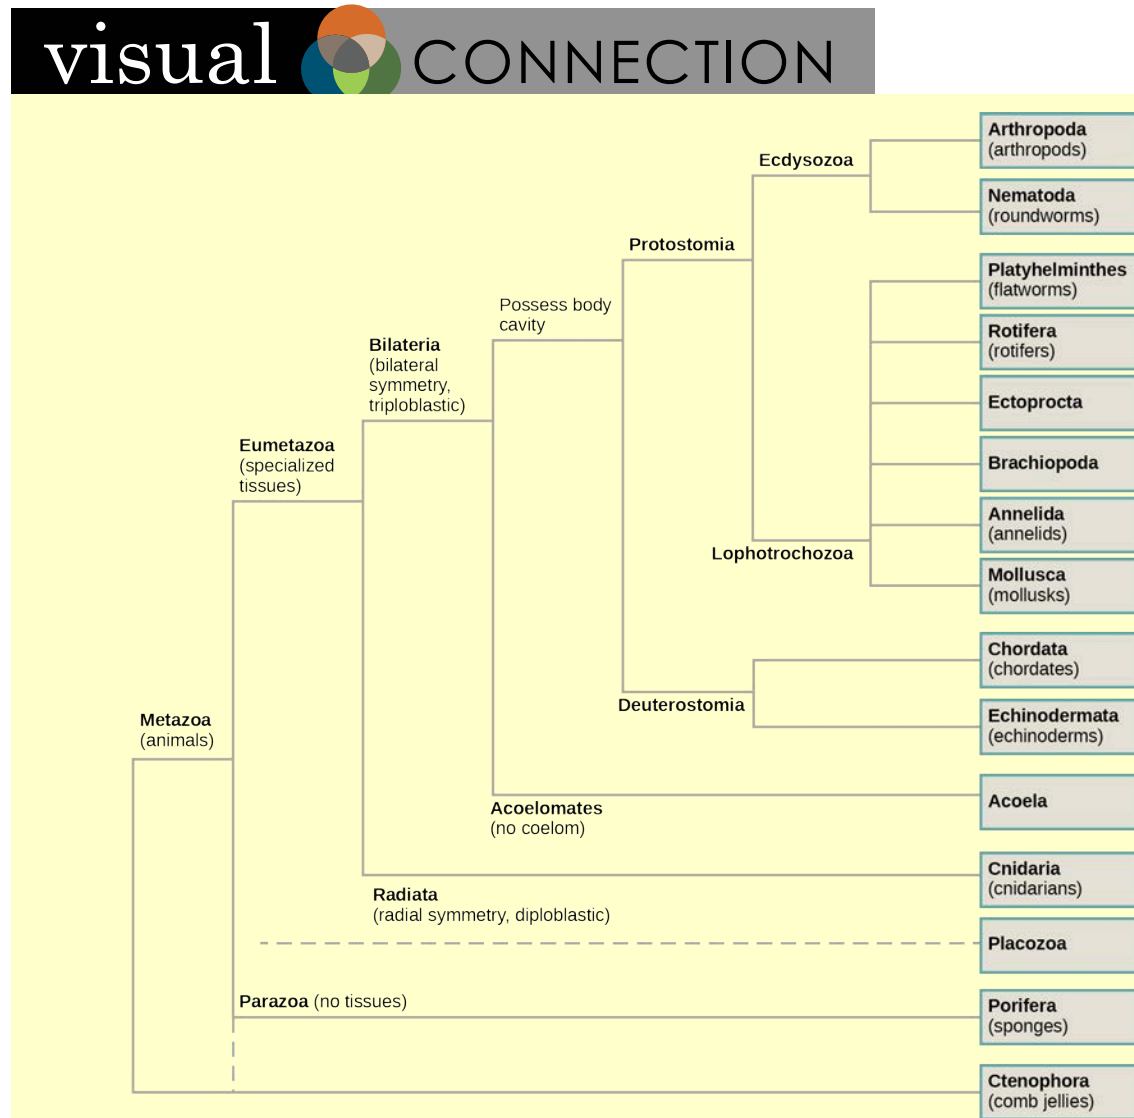 visual CONNECTION
Arthropoda
(arthropods)
Ecdysozoa
Nematoda
(roundworms)
Protostomia
Platyhelminthes
(flatworms)
Possess body
cavity
Rotifera
(rotifers)
Bilateria
(bilateral
symmetry,
triploblastic)
Ectoprocta
Eumetazoa
(specialized
tissues)
Brachiopoda
Annelida
(annelids)
Lophotrochozoa
Mollusca
(mollusks)
Chordata
(chordates)
Deuterostomia
Metazoa
(animals)
Echinodermata
(echinoderms)
Acoelomates
(no coelom)
Acoela
Cnidaria
(cnidarians)
Radiata
(radial symmetry, diploblastic)
Placozoa
Parazoa (no tissues)
Porifera
(sponges)
Ctenophora
(comb jellies)